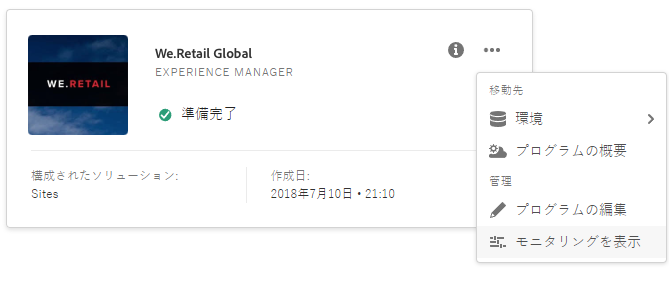 We.Retail Global
EXPERIENCE MANAGER
WE.RETAIL
準備完了
構成されたソリューション:
Sites
作成日:
2018年7月10日 • 21:10
移動先
環境
プログラムの概要
管理
プログラムの編集
モニタリングを表示